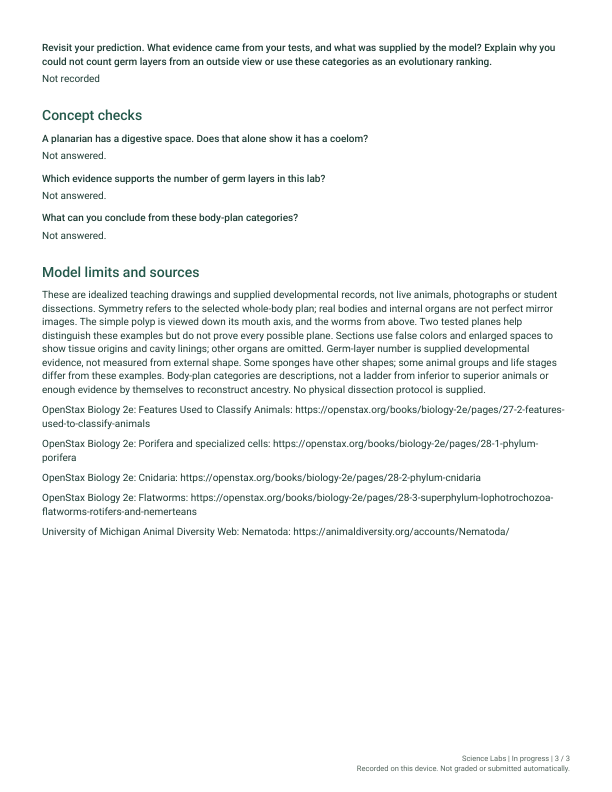 Revisit your prediction. What evidence came from your tests, and what was supplied by the model? Explain why you
could not count germ layers from an outside view or use these categories as an evolutionary ranking.
Not recorded
Concept checks
A planarian has a digestive space. Does that alone show it has a coelom?
Not answered.
Which evidence supports the number of germ layers in this lab?
Not answered.
What can you conclude from these body-plan categories?
Not answered.
Model limits and sources
These are idealized teaching drawings and supplied developmental records, not live animals, photographs or student
dissections. Symmetry refers to the selected whole-body plan; real bodies and internal organs are not perfect mirror
images. The simple polyp is viewed down its mouth axis, and the worms from above. Two tested planes help
distinguish these examples but do not prove every possible plane. Sections use false colors and enlarged spaces to
show tissue origins and cavity linings; other organs are omitted. Germ-layer number is supplied developmental
evidence, not measured from external shape. Some sponges have other shapes; some animal groups and life stages
differ from these examples. Body-plan categories are descriptions, not a ladder from inferior to superior animals or
enough evidence by themselves to reconstruct ancestry. No physical dissection protocol is supplied.
OpenStax Biology 2e: Features Used to Classify Animals: https://openstax.org/books/biology-2e/pages/27-2-features-
used-to-classify-animals
OpenStax Biology 2e: Porifera and specialized cells: https://openstax.org/books/biology-2e/pages/28-1-phylum-
porifera
OpenStax Biology 2e: Cnidaria: https://openstax.org/books/biology-2e/pages/28-2-phylum-cnidaria
OpenStax Biology 2e: Flatworms: https://openstax.org/books/biology-2e/pages/28-3-superphylum-lophotrochozoa-
flatworms-rotifers-and-nemerteans
University of Michigan Animal Diversity Web: Nematoda: https://animaldiversity.org/accounts/Nematoda/
Science Labs | In progress | 3 / 3
Recorded on this device. Not graded or submitted automatically.